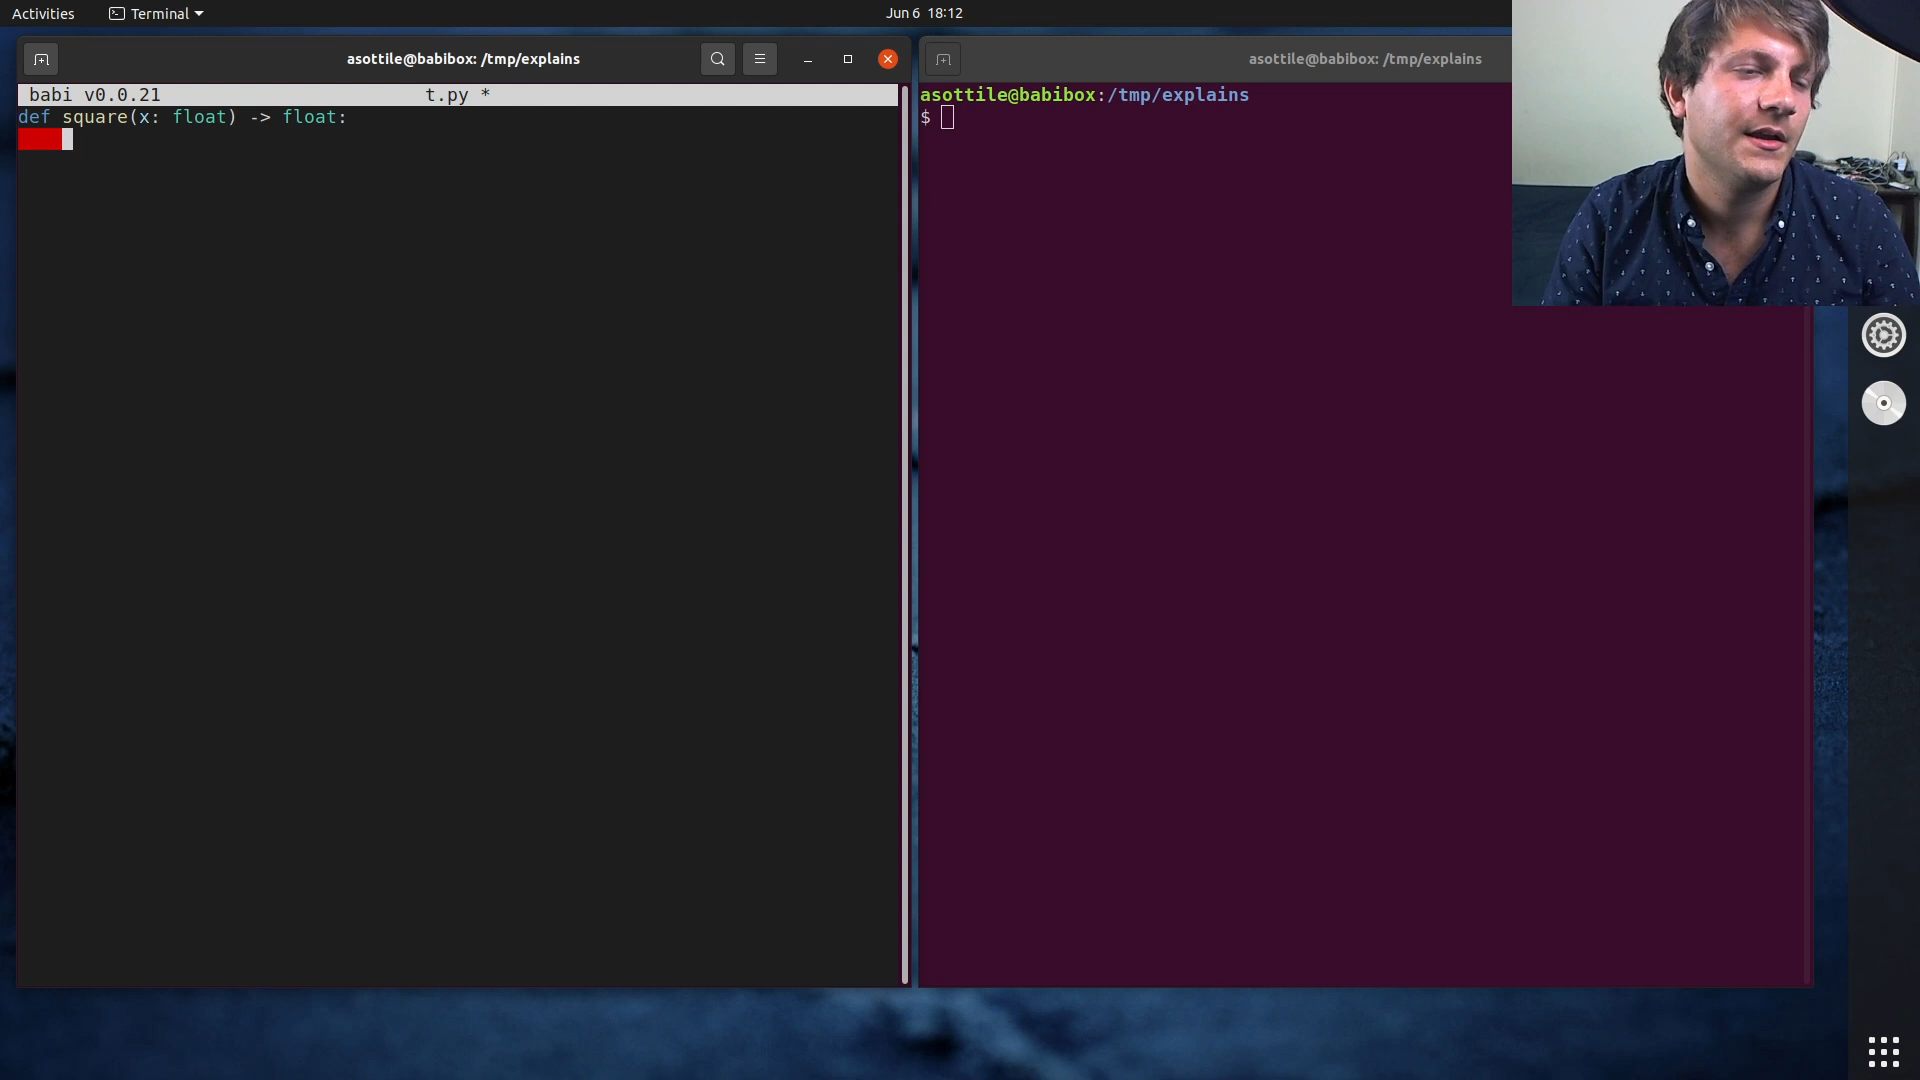 Activities Terminal Jun 6 18:12
asottile@babibox: /tmp/explains
babi v0.0.21 t.py *
def square(x: float) -> float:
asottile@babibox: /tmp/explains
asottile@babibox:/tmp/explains
$